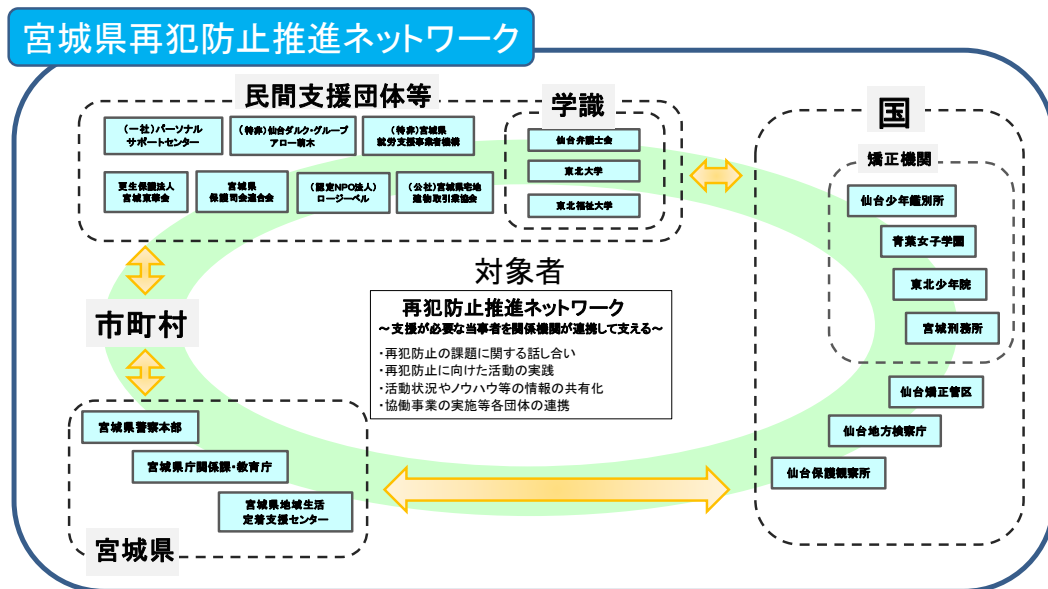 宮城県再犯防止推進ネットワーク
民間支援団体等
(一社)パーソナル
サポートセンター
(特非)仙台ダルク・グループ
アロー萌木
(特非)宮城県
就労支援事業者機構
更生保護法人
宮城東華会
宮城県
保護司会連合会
(認定NPO法人)
ロージーベル
(公社)宮城県宅地
建物取引業協会
学識
仙台弁護士会
東北大学
東北福祉大学
国
矯正機関
仙台少年鑑別所
青葉女子学園
東北少年院
宮城刑務所
仙台矯正管区
仙台地方検察庁
仙台保護観察所
対象者
再犯防止推進ネットワーク
~支援が必要な当事者を関係機関が連携して支える~
・再犯防止の課題に関する話し合い
・再犯防止に向けた活動の実践
・活動状況やノウハウ等の情報の共有化
・協働事業の実施等各団体の連携
市町村
宮城県警察本部
宮城県庁関係課・教育庁
宮城県地域生活
定着支援センター
宮城県